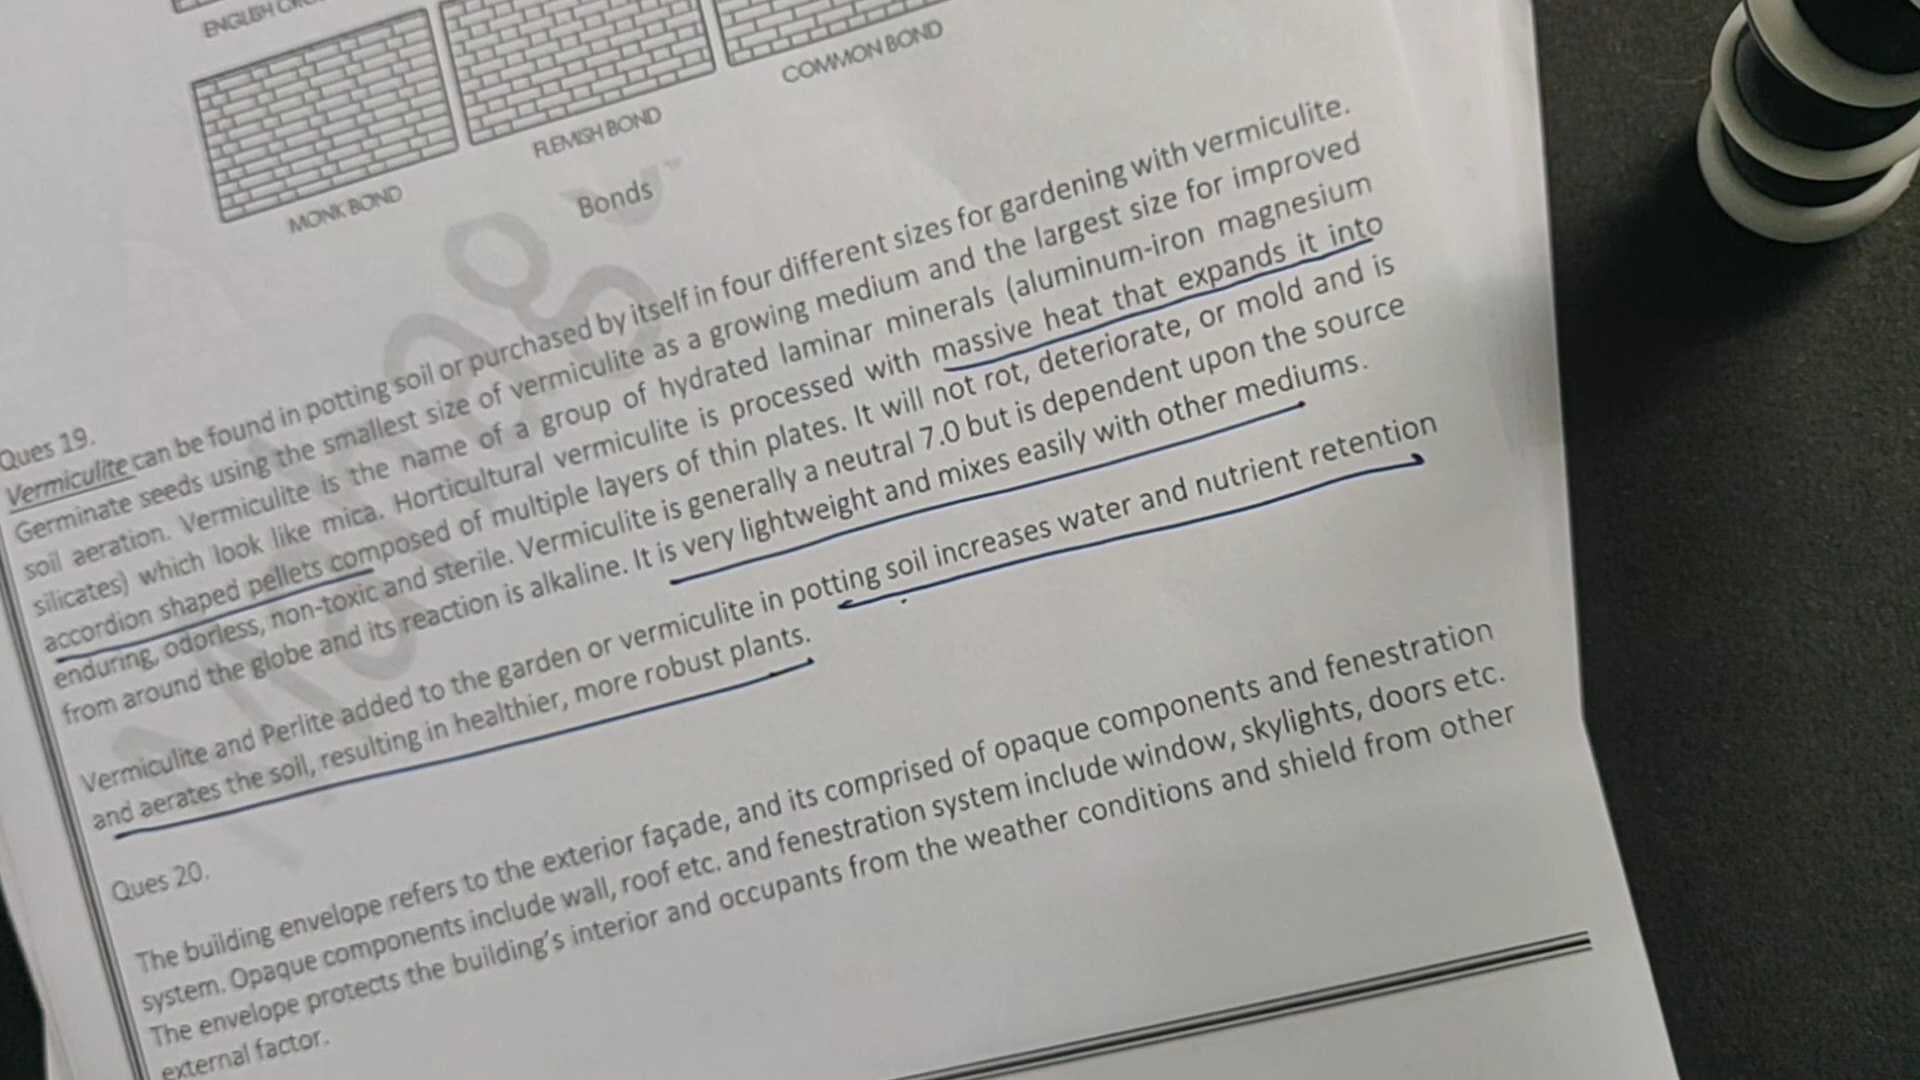 ENGLISH
COMMON BOND
FLEMISH BOND
MONK BOND
Bonds
Ques 19.
Vermiculite can be found in potting soil or purchased by itself in four different sizes for gardening with vermiculite.
Germinate seeds using the smallest size of vermiculite as a growing medium and the largest size for improved
soil aeration. Vermiculite is the name of a group of hydrated laminar minerals (aluminum-iron magnesium
silicates) which look like mica. Horticultural vermiculite is processed with massive heat that expands it into
accordion shaped pellets composed of multiple layers of thin plates. It will not rot, deteriorate, or mold and is
enduring, odorless, non-toxic and sterile. Vermiculite is generally a neutral 7.0 but is dependent upon the source
from around the globe and its reaction is alkaline. It is very lightweight and mixes easily with other mediums.
Vermiculite and Perlite added to the garden or vermiculite in potting soil increases water and nutrient retention
and aerates the soil, resulting in healthier, more robust plants.
Ques 20.
The building envelope refers to the exterior façade, and its comprised of opaque components and fenestration
system. Opaque components include wall, roof etc. and fenestration system include window, skylights, doors etc.
The envelope protects the building's interior and occupants from the weather conditions and shield from other
external factor.